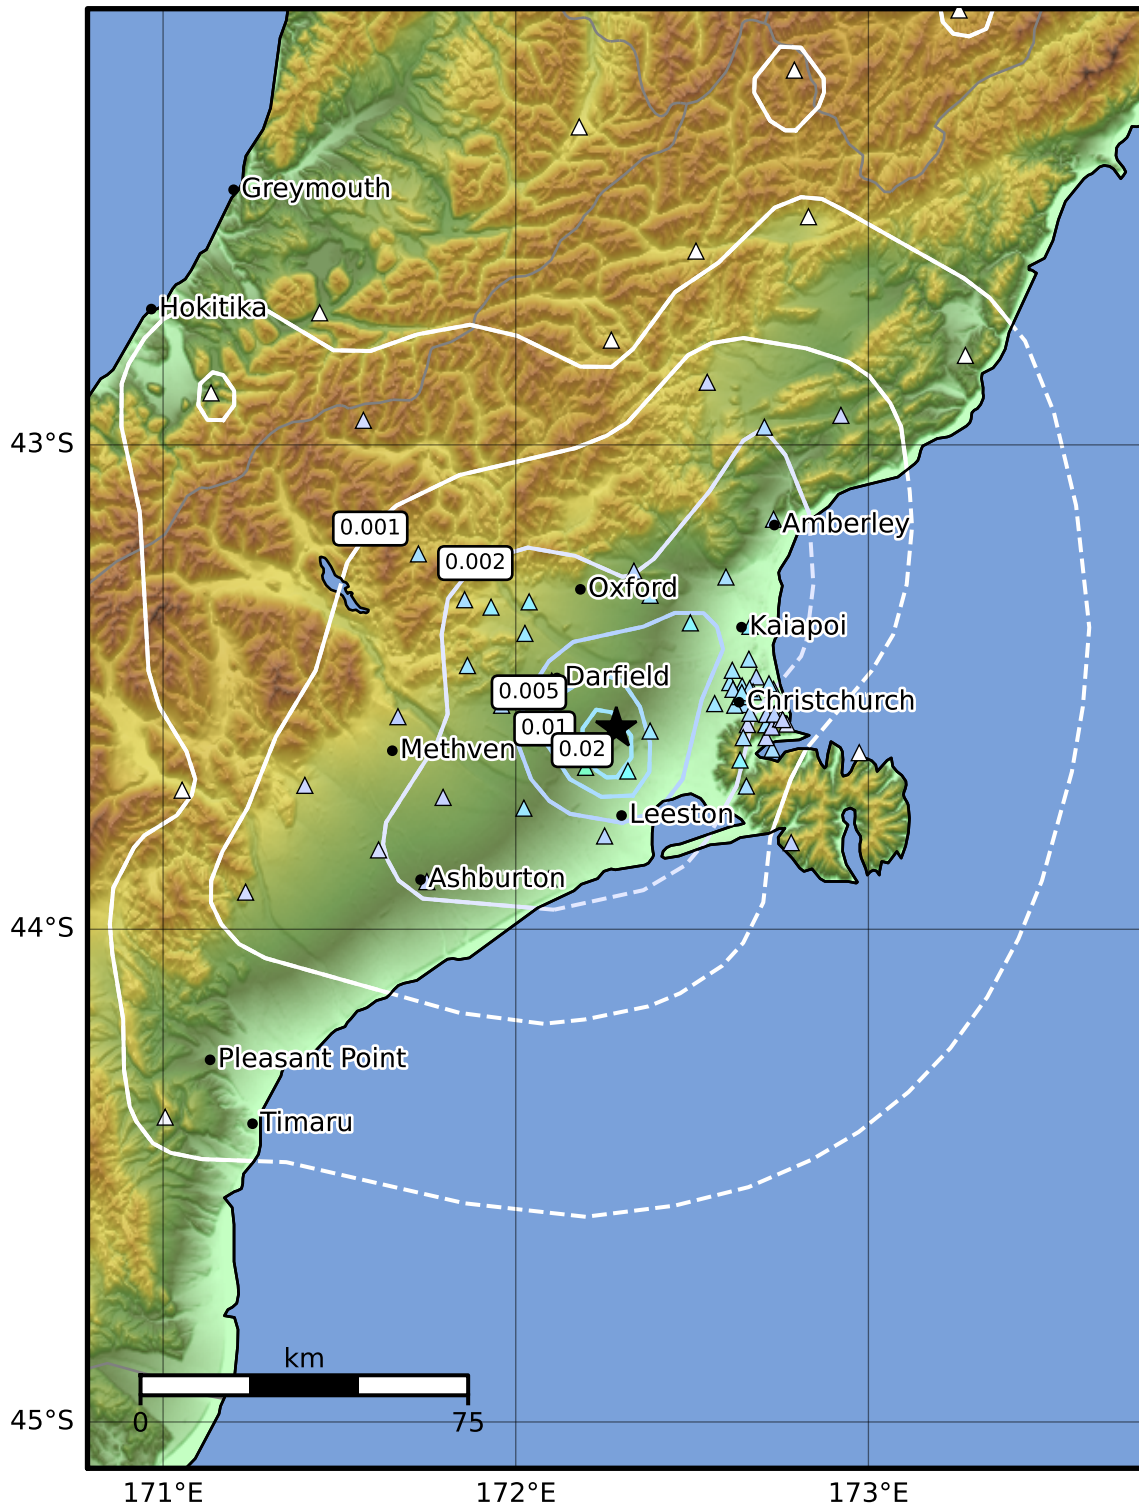 Greymouth
Hokitika
43°S
0.001
Amberley
0.002
Oxford
Kaiapoi
Darfield
0.005
Christchurch
0.01
0.02
Methven
Leeston
Ashburton
44°S
Pleasant Point
Timaru
km
0 75
45°S
171°E 172°E 173°E